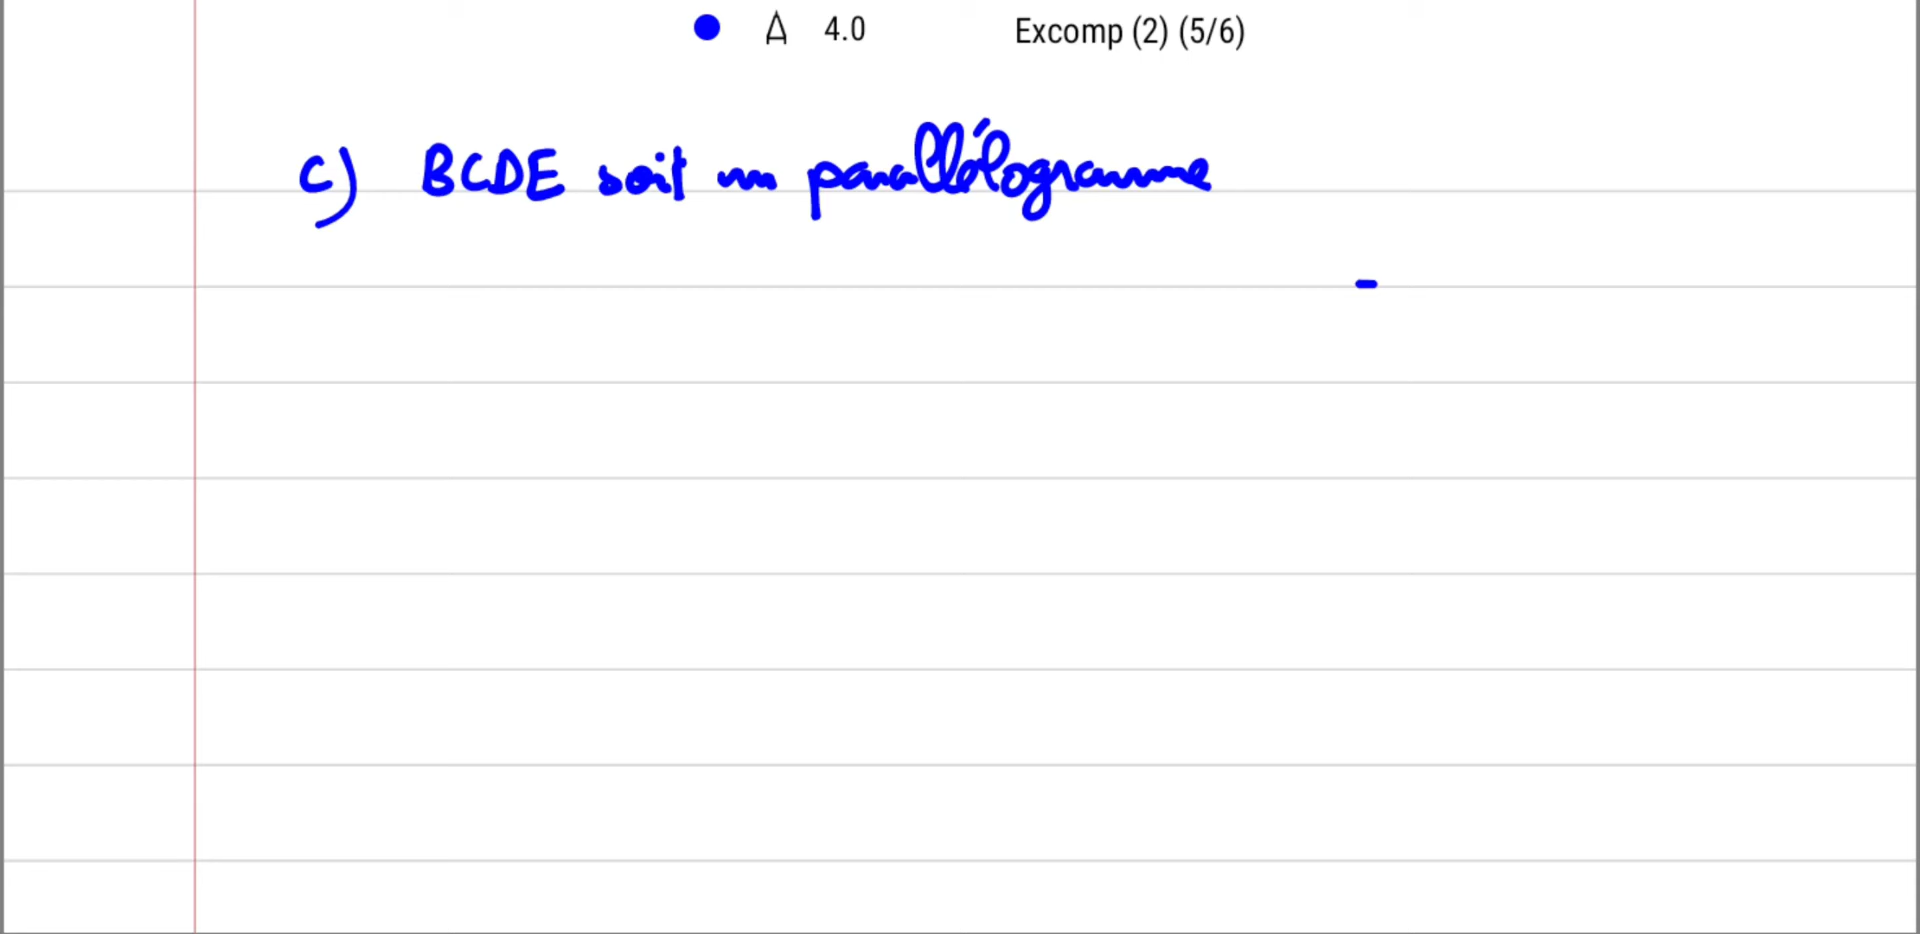 Δ 4.0 Excomp (2) (5/6)
c) BCDE soit un parallélogramme
-